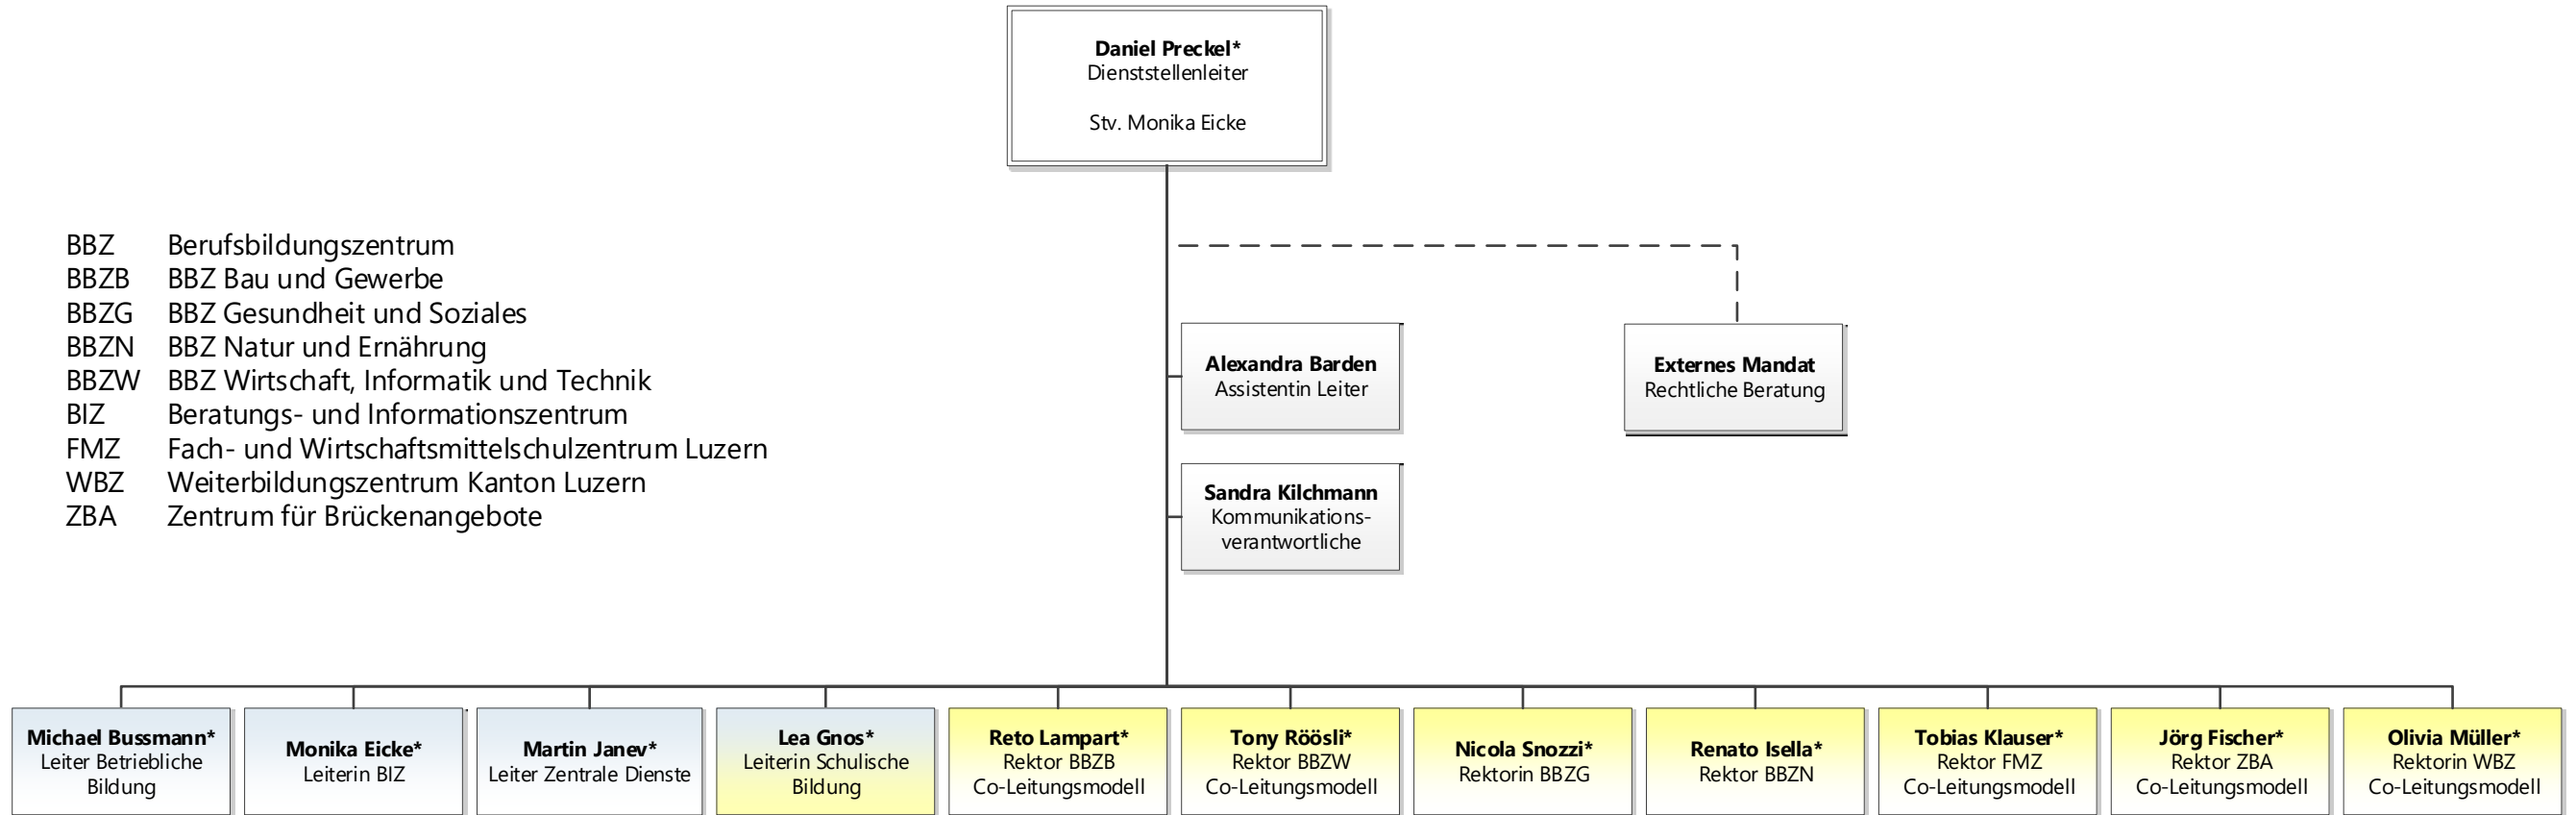 Daniel Preckel*
Dienststellenleiter
Stv. Monika Eicke
BBZ Berufsbildungszentrum
BBZB BBZ Bau und Gewerbe
BBZG BBZ Gesundheit und Soziales
BBZN BBZ Natur und Ernährung
BBZW BBZ Wirtschaft, Informatik und Technik
BIZ Beratungs- und Informationszentrum
FMZ Fach- und Wirtschaftsmittelschulzentrum Luzern
WBZ Weiterbildungszentrum Kanton Luzern
ZBA Zentrum für Brückenangebote
Alexandra Barden
Assistentin Leiter
Externes Mandat
Rechtliche Beratung
Sandra Kilchmann
Kommunikations-
verantwortliche
Michael Bussmann*
Leiter Betriebliche
Bildung
Monika Eicke*
Leiterin BIZ
Martin Janev*
Leiter Zentrale Dienste
Lea Gnos*
Leiterin Schulische
Bildung
Reto Lampart*
Rektor BBZB
Co-Leitungsmodell
Tony Röösli*
Rektor BBZW
Co-Leitungsmodell
Nicola Snozzi*
Rektorin BBZG
Renato Isella*
Rektor BBZN
Tobias Klauser*
Rektor FMZ
Co-Leitungsmodell
Jörg Fischer*
Rektor ZBA
Co-Leitungsmodell
Olivia Müller*
Rektorin WBZ
Co-Leitungsmodell